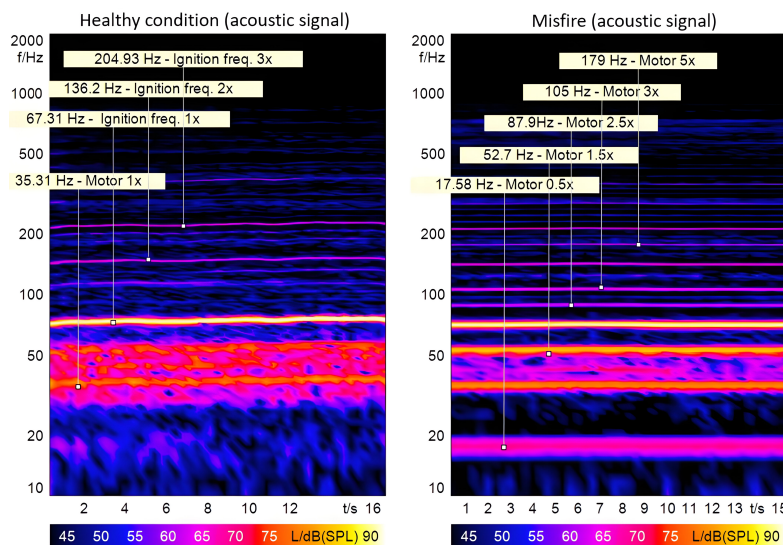 Healthy condition (acoustic signal)
2000
f/Hz
1000
500
200
100
50
20
10
204.93 Hz - Ignition freq. 3x
136.2 Hz - Ignition freq. 2x
67.31 Hz - Ignition freq. 1x
35.31 Hz - Motor 1x
2 4 6 8 10 12 t/s 16
45 50 55 60 65 70 75 L/dB(SPL) 90
Misfire (acoustic signal)
2000
f/Hz
1000
500
200
100
50
20
10
179 Hz - Motor 5x
105 Hz - Motor 3x
87.9Hz - Motor 2.5x
52.7 Hz - Motor 1.5x
17.58 Hz - Motor 0.5x
1 2 3 4 5 6 7 8 9 10 11 12 13 t/s 15
45 50 55 60 65 70 75 L/dB(SPL) 90